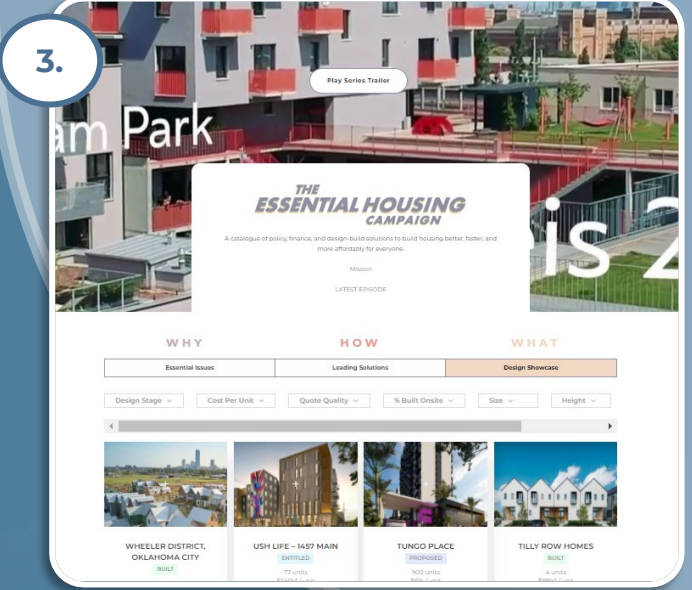 3.
Play Series Trailer
am Park
is 2
THE
ESSENTIAL HOUSING
CAMPAIGN
A catalogue of policy, finance, and design-build solutions to build housing better, faster, and
more affordably for everyone.
Mission
LATEST EPISODE
WHY HOW WHAT
Essential Issues Leading Solutions Design Showcase
Design Stage Cost Per Unit Quote Quality % Built Onsite Size Height
WHEELER DISTRICT,
OKLAHOMA CITY
BUILT
USH LIFE – 1457 MAIN
ENTITLED
77 units
TUNGO PLACE
PROPOSED
900 units
TILLY ROW HOMES
BUILT
4 units